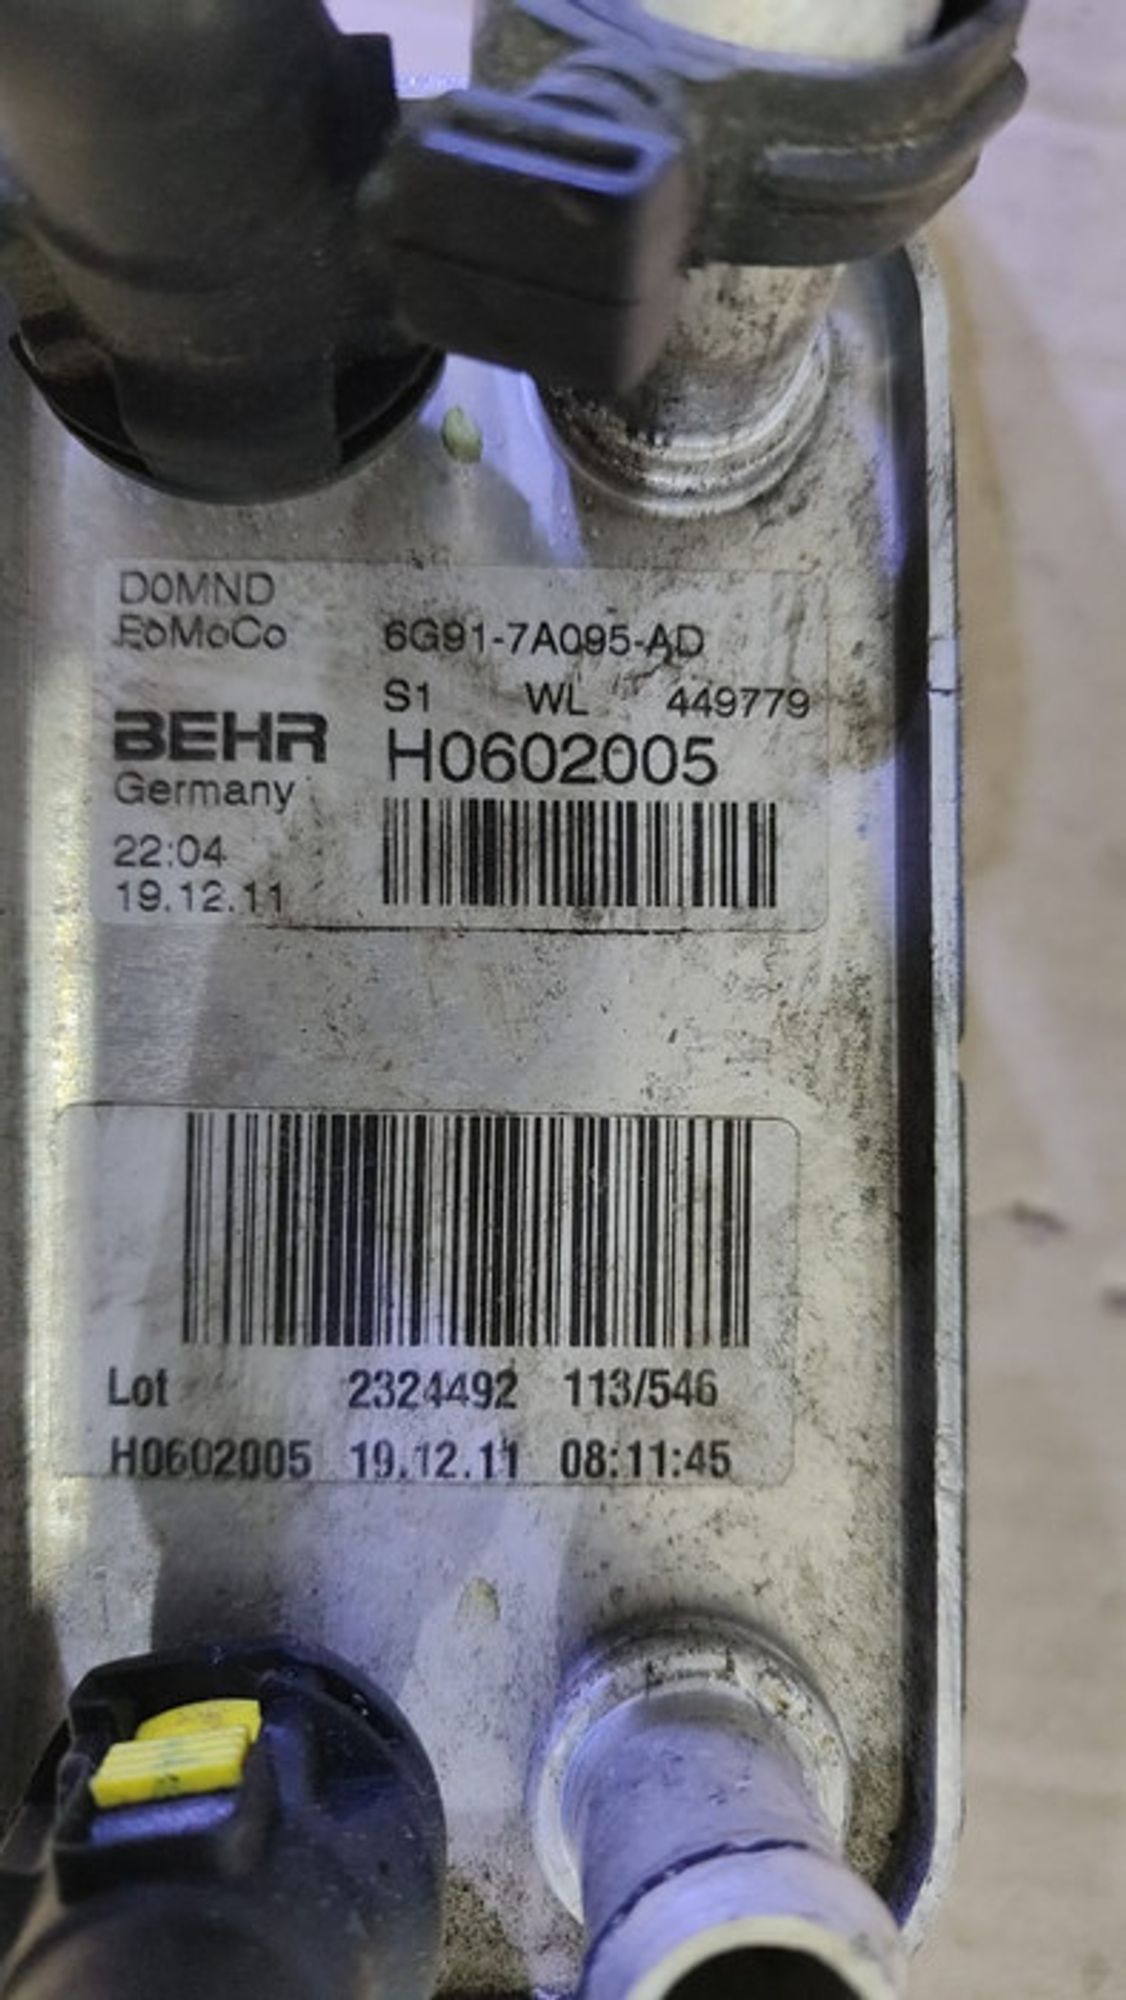 D0MND
FoMoCo 6G91-7A095-AD
S1 WL 449779
BEHR H0602005
Germany
22:04
19.12.11
Lot 2324492 113/546
H0602005 19.12.11 08:11:45